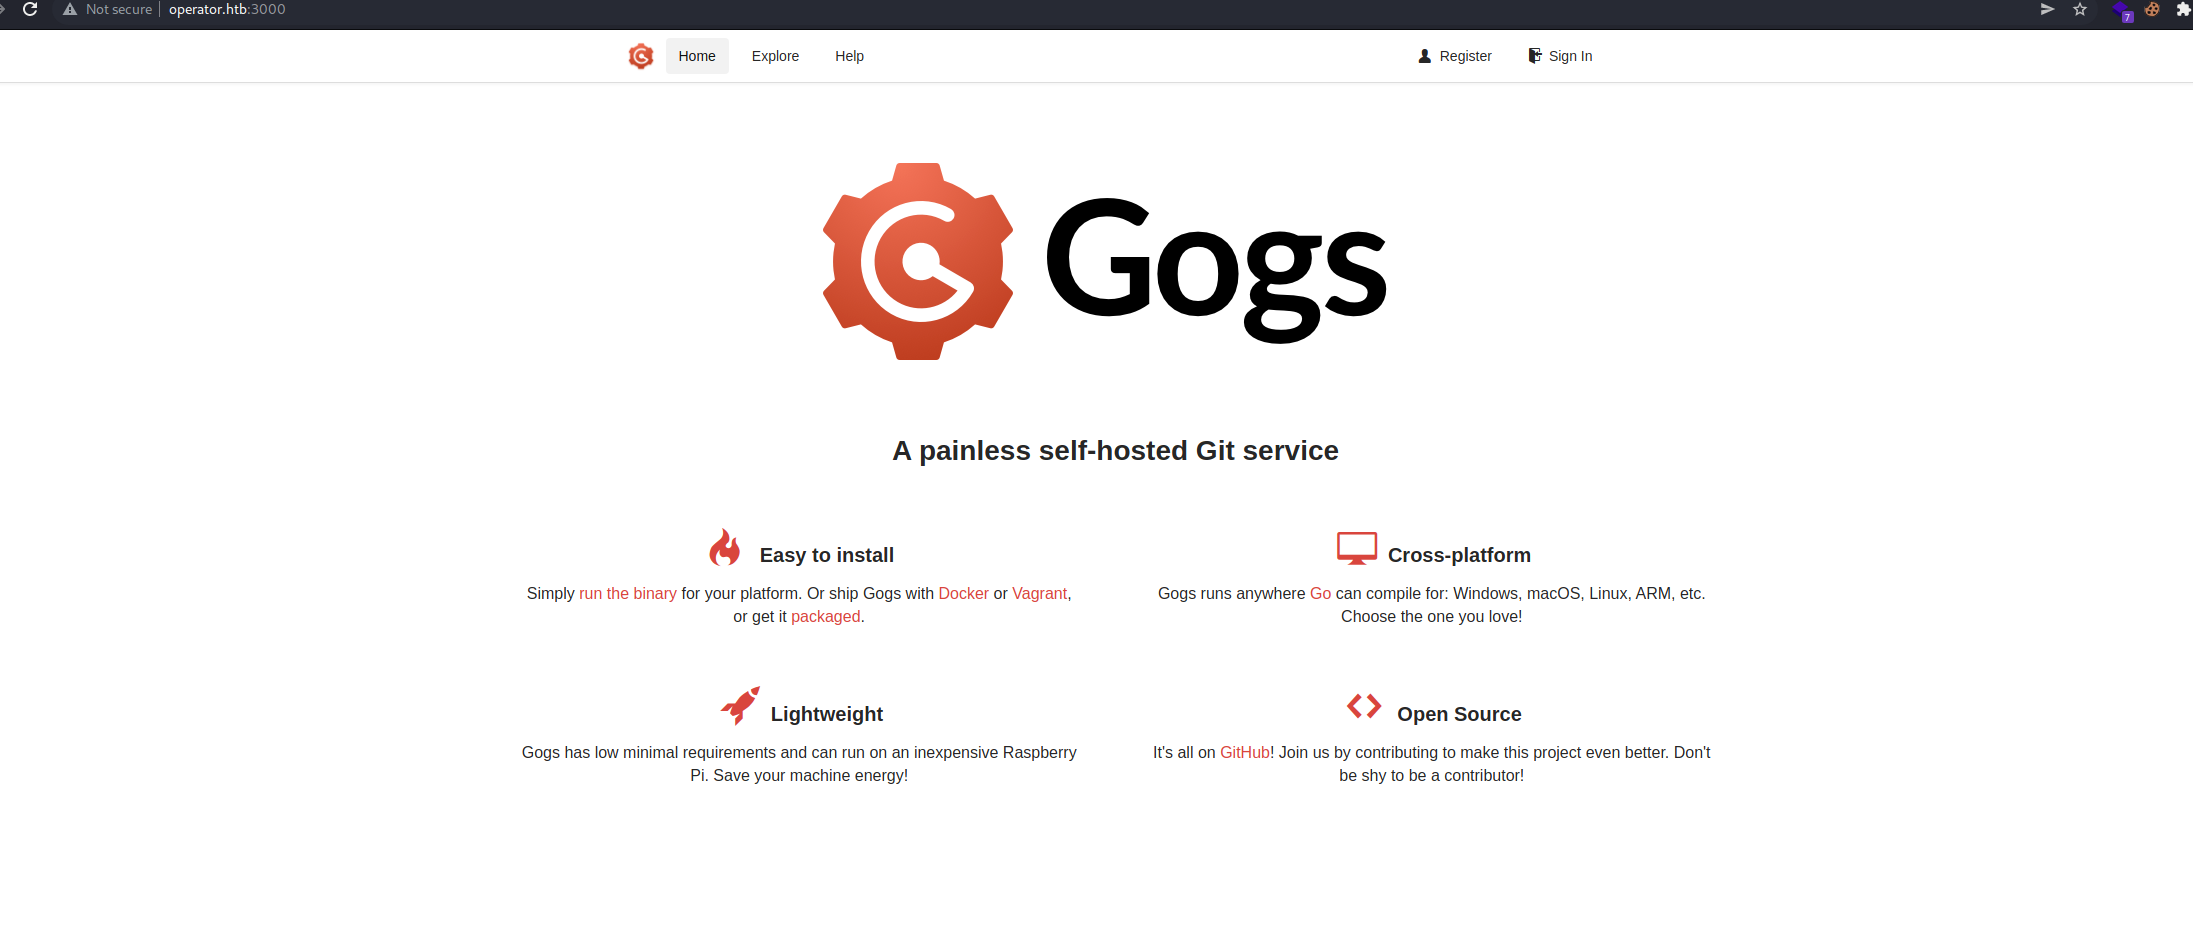 Not secure | operator.htb:3000
7
Home Explore Help Register Sign In
Gogs
A painless self-hosted Git service
Easy to install
Simply run the binary for your platform. Or ship Gogs with Docker or Vagrant,
or get it packaged.
Cross-platform
Gogs runs anywhere Go can compile for: Windows, macOS, Linux, ARM, etc.
Choose the one you love!
Lightweight
Gogs has low minimal requirements and can run on an inexpensive Raspberry
Pi. Save your machine energy!
Open Source
It's all on GitHub! Join us by contributing to make this project even better. Don't
be shy to be a contributor!